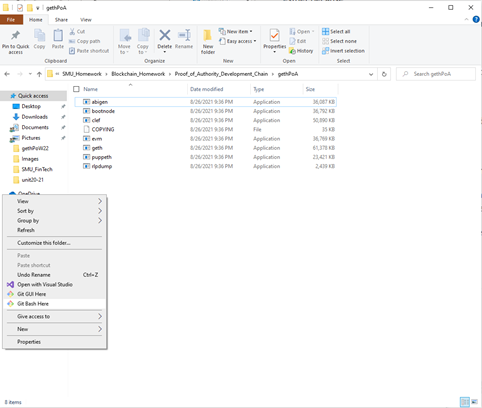 gethPoA
File
Home
Share
View
Pin to Quick access
Copy
Paste
Cut
Copy path
Paste shortcut
Clipboard
Move to
Copy to
Delete
Rename
Organize
New folder
New item
Easy access
New
Properties
Open
Edit
History
Open
Select all
Select none
Invert selection
Select
SMU_Homework > Blockchain_Homework > Proof_of_Authority_Development_Chain > gethPoA
Search gethPoA
Quick access
Desktop
Downloads
Documents
Pictures
gethPoW22
Images
SMU_FinTech
unit20-21
OneDrive
Name Date modified Type Size
abigen 8/26/2021 9:36 PM Application 36,087 KB
bootnode 8/26/2021 9:36 PM Application 36,792 KB
clef 8/26/2021 9:36 PM Application 50,890 KB
COPYING 8/26/2021 9:36 PM File 35 KB
evm 8/26/2021 9:36 PM Application 36,769 KB
geth 8/26/2021 9:36 PM Application 61,378 KB
puppeth 8/26/2021 9:36 PM Application 23,421 KB
rlpdump 8/26/2021 9:36 PM Application 2,439 KB
View
Sort by
Group by
Refresh
Customize this folder...
Paste
Paste shortcut
Undo Rename Ctrl+Z
Open with Visual Studio
Git GUI Here
Git Bash Here
Give access to
New
Properties
8 items